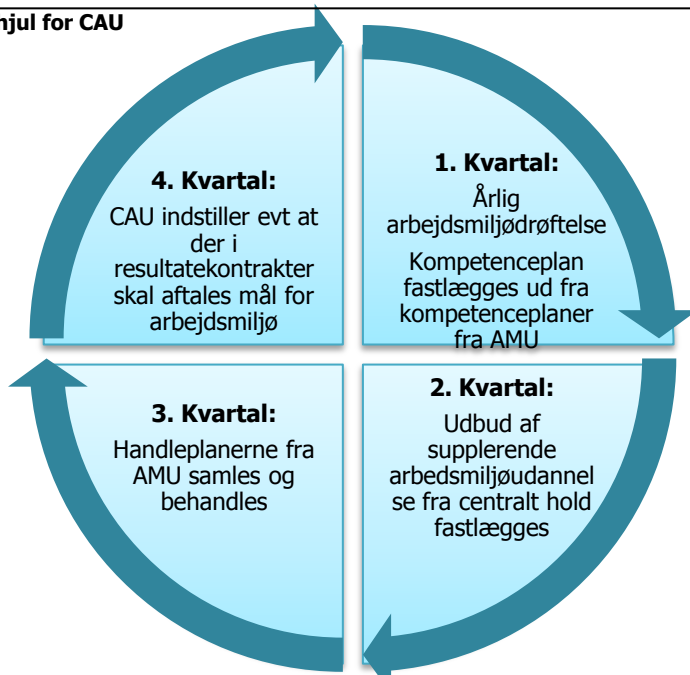 njul for CAU
4. Kvartal:
CAU indstiller evt at
der i
resultatekontrakter
skal aftales mål for
arbejdsmiljø
1. Kvartal:
Årlig
arbejdsmiljødrøftelse
Kompetenceplan
fastlægges ud fra
kompetenceplaner
fra AMU
3. Kvartal:
Handleplanerne fra
AMU samles og
behandles
2. Kvartal:
Udbud af
supplerende
arbedsmiljøudannel
se fra centralt hold
fastlægges